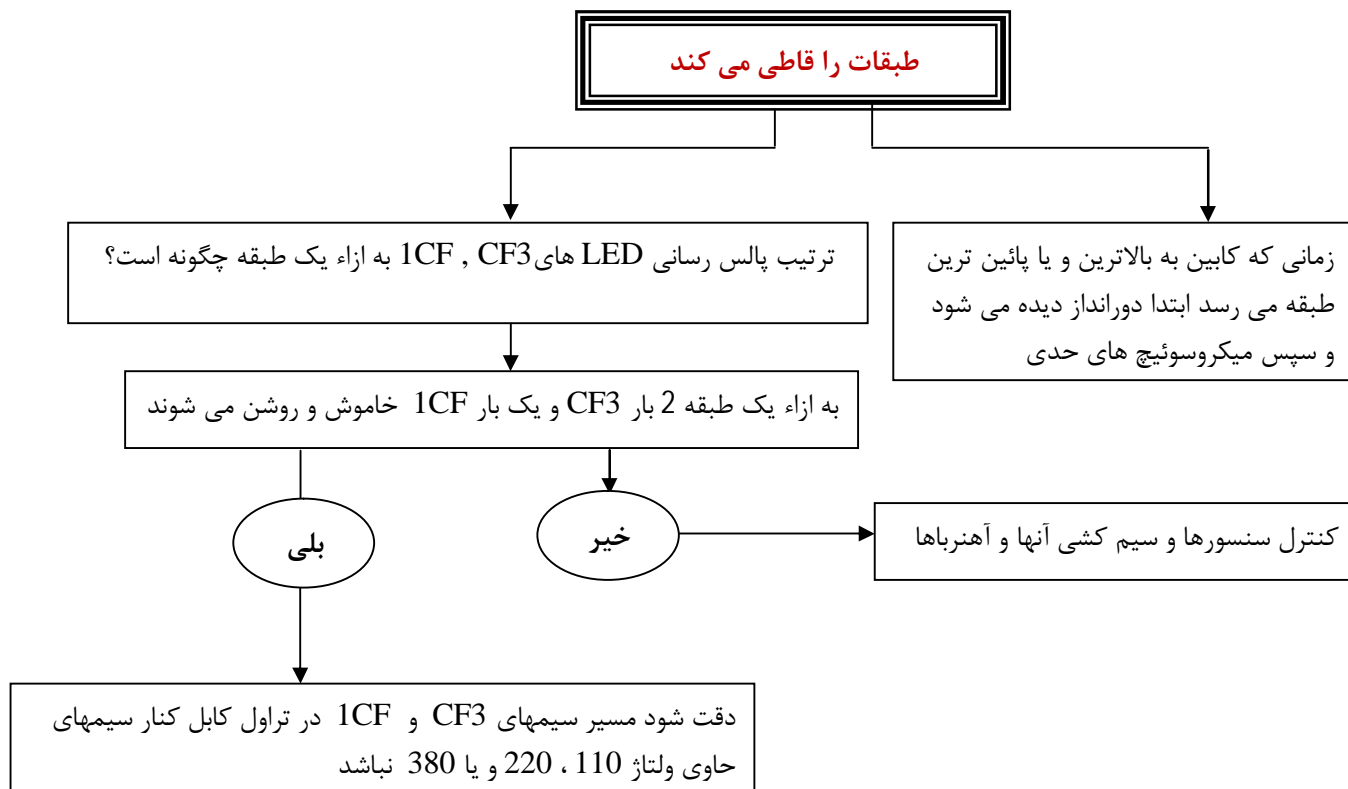 طبقات را قاطی می کند
زمانی که کابین به بالاترین و یا پائین ترین
طبقه می رسد ابتدا دورانداز دیده می شود
و سپس میکروسوئیچ های حدی
ترتیب پالس رسانی LED های 1CF , CF3 به ازاء یک طبقه چگونه است؟
به ازاء یک طبقه 2 بار CF3 و یک بار 1CF خاموش و روشن می شوند
بلی
خیر
کنترل سنسورها و سیم کشی آنها و آهنرباها
دقت شود مسیر سیمهای CF3 و 1CF در تراول کابل کنار سیمهای
حاوی ولتاژ 110 ، 220 و یا 380 نباشد